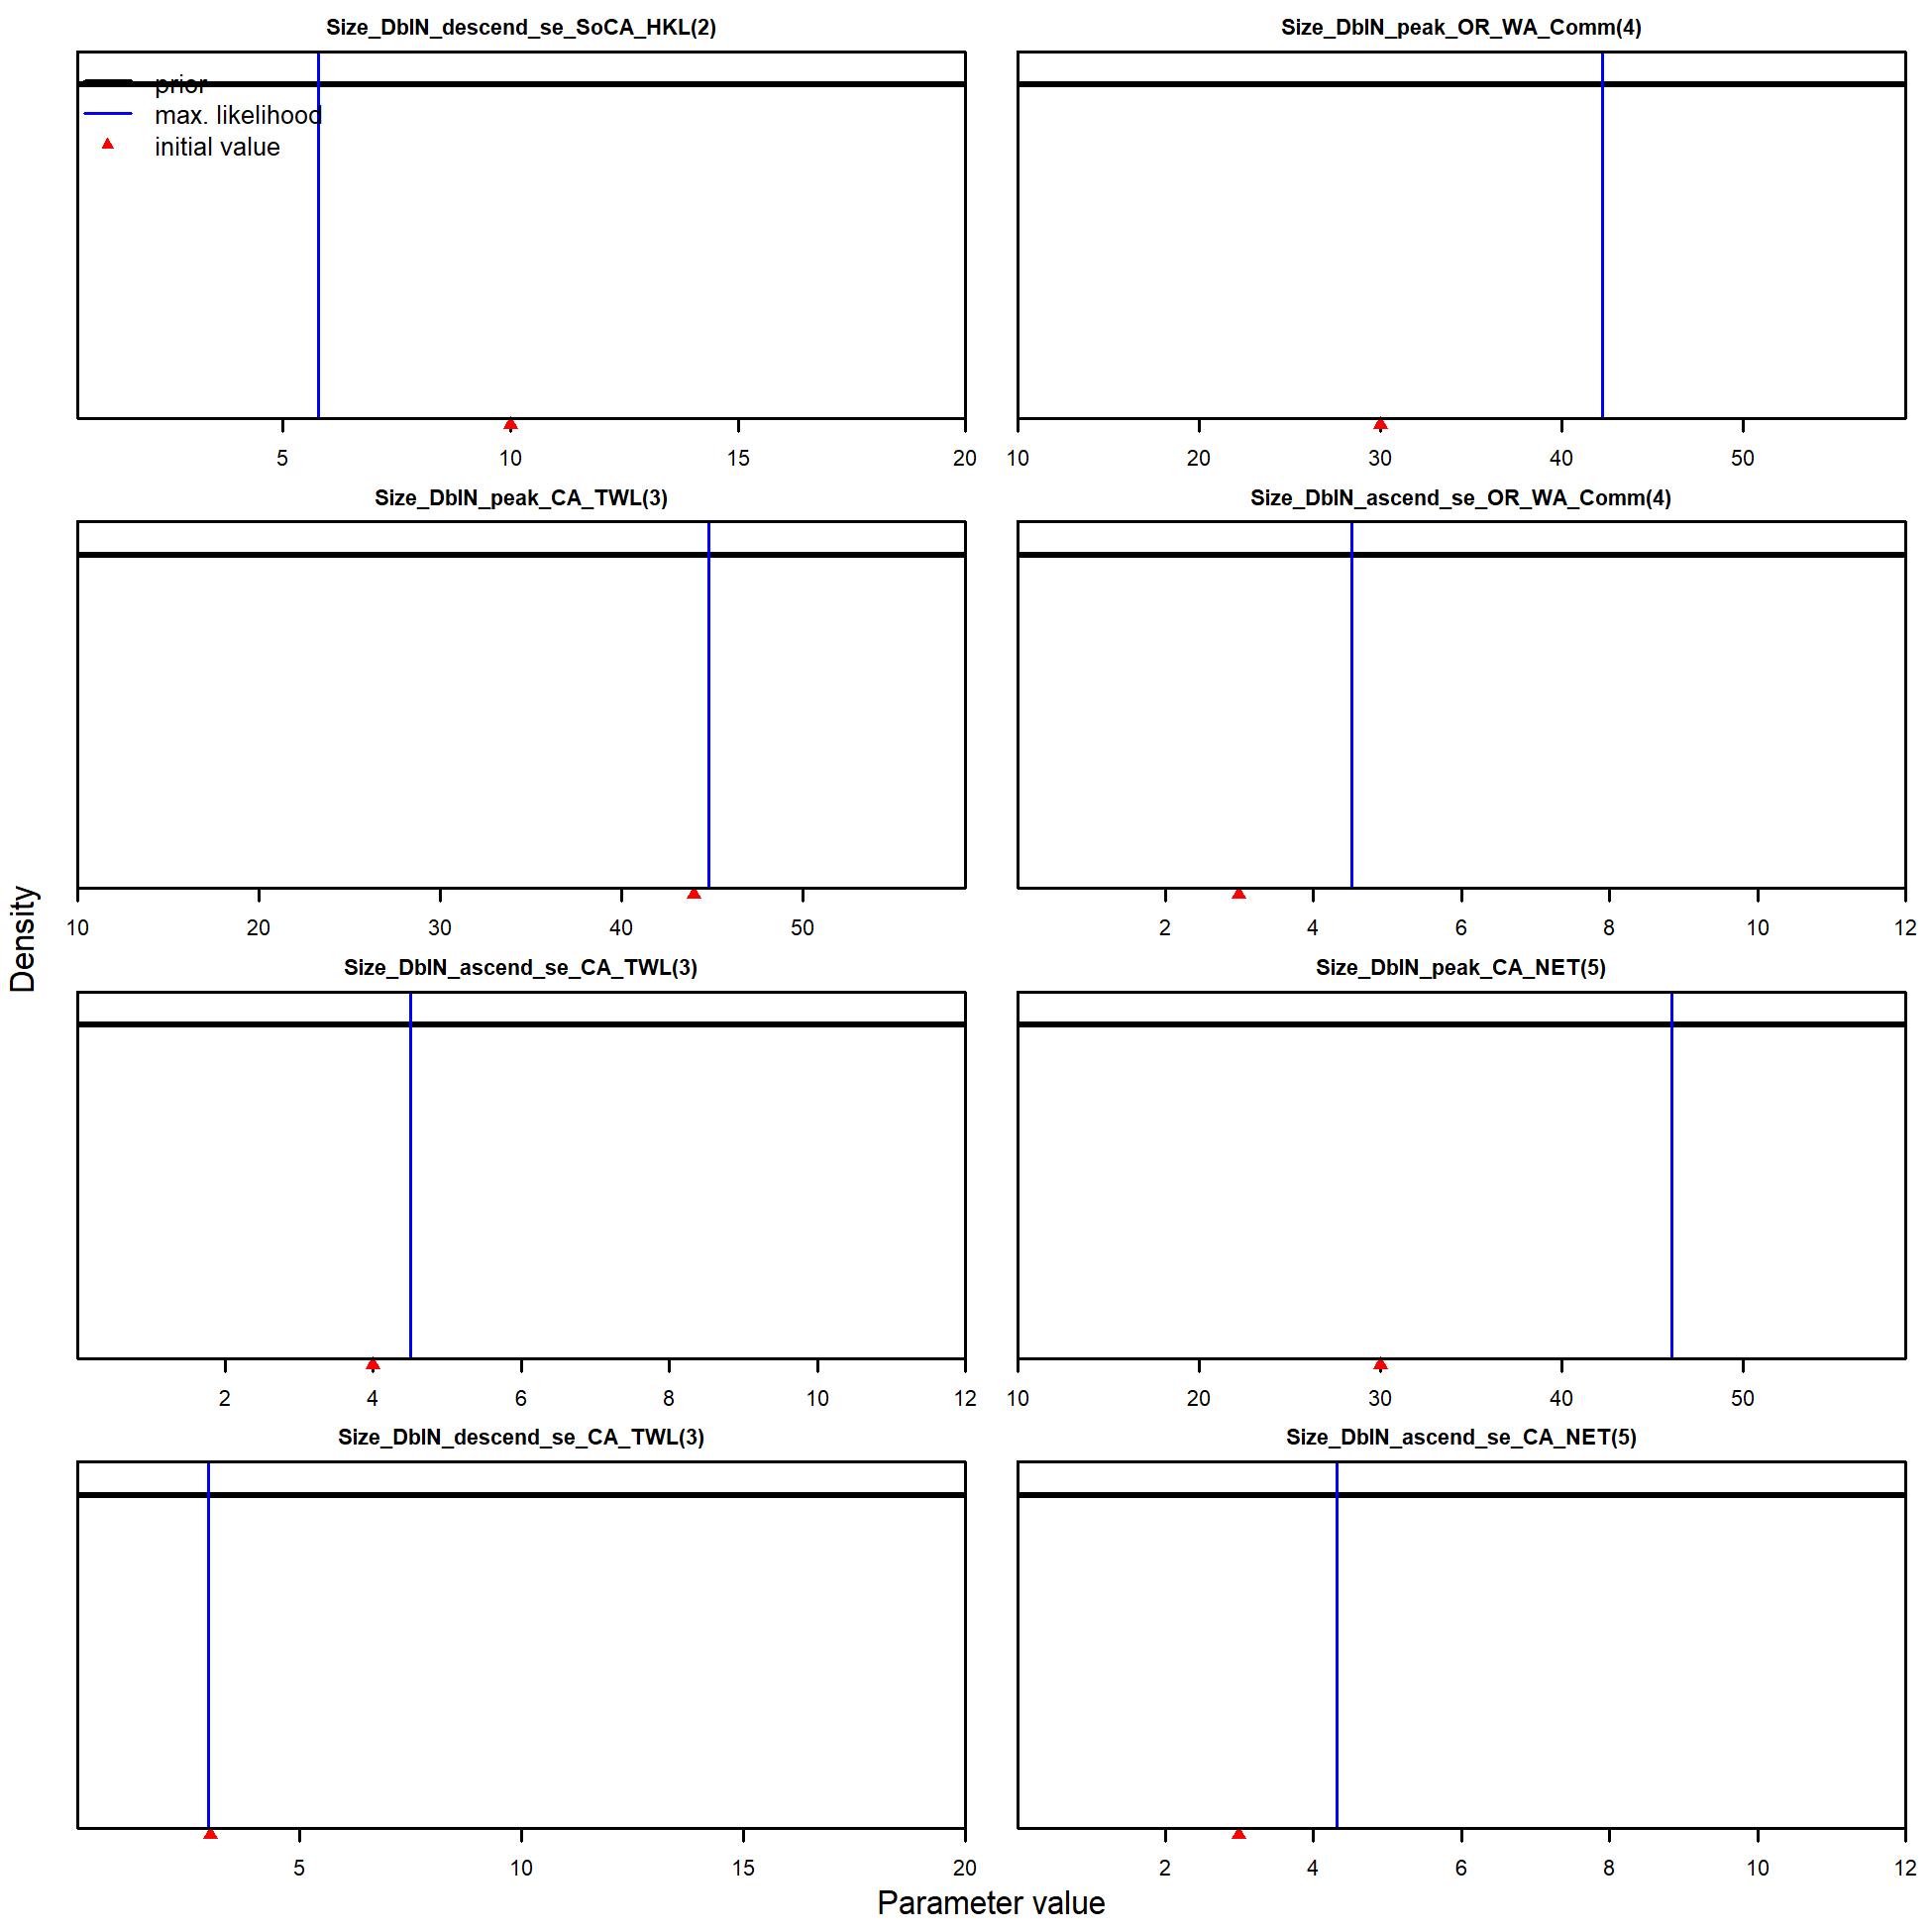 Size_DblN_descend_se_SoCA_HKL(2)
prior
max. likelihood
initial value
5 10 15 20
Size_DblN_peak_OR_WA_Comm(4)
10 20 30 40 50
Size_DblN_peak_CA_TWL(3)
10 20 30 40 50
Size_DblN_ascend_se_OR_WA_Comm(4)
2 4 6 8 10 12
Size_DblN_ascend_se_CA_TWL(3)
2 4 6 8 10 12
Size_DblN_peak_CA_NET(5)
10 20 30 40 50
Size_DblN_descend_se_CA_TWL(3)
5 10 15 20
Size_DblN_ascend_se_CA_NET(5)
2 4 6 8 10 12
Density
Parameter value